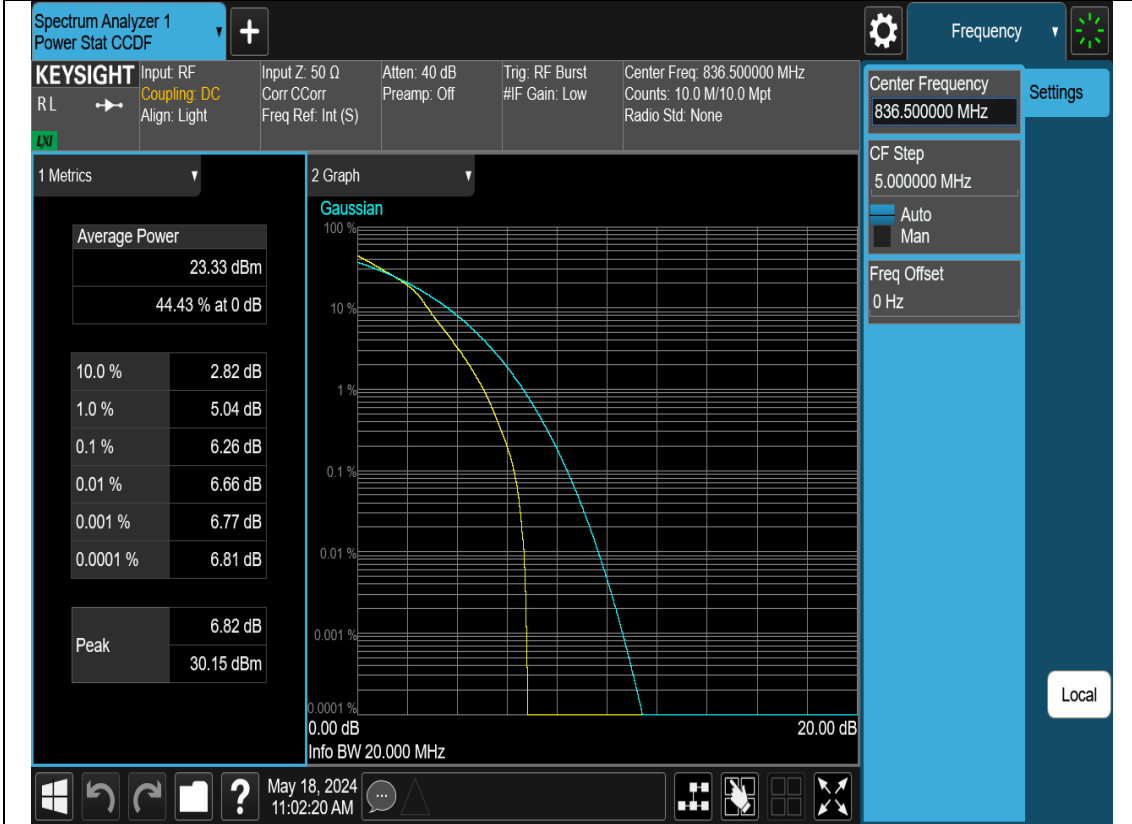 Spectrum Analyzer 1
Power Stat CCDF
Frequency
KEYSIGHT
RL
LXI
Input: RF
Coupling: DC
Align: Light
Input Z: 50 Ω
Corr CCorr
Freq Ref: Int (S)
Atten: 40 dB
Preamp: Off
Trig: RF Burst
#IF Gain: Low
Center Freq: 836.500000 MHz
Counts: 10.0 M/10.0 Mpt
Radio Std: None
Center Frequency
836.500000 MHz
Settings
CF Step
5.000000 MHz
Auto
Man
Freq Offset
0 Hz
1 Metrics
Average Power
23.33 dBm
44.43 % at 0 dB
10.0 % 2.82 dB
1.0 % 5.04 dB
0.1 % 6.26 dB
0.01 % 6.66 dB
0.001 % 6.77 dB
0.0001 % 6.81 dB
Peak
6.82 dB
30.15 dBm
2 Graph
Gaussian
100 %
10 %
1 %
0.1 %
0.01 %
0.001 %
0.0001 %
0.00 dB 20.00 dB
Info BW 20.000 MHz
Local
?
May 18, 2024
11:02:20 AM